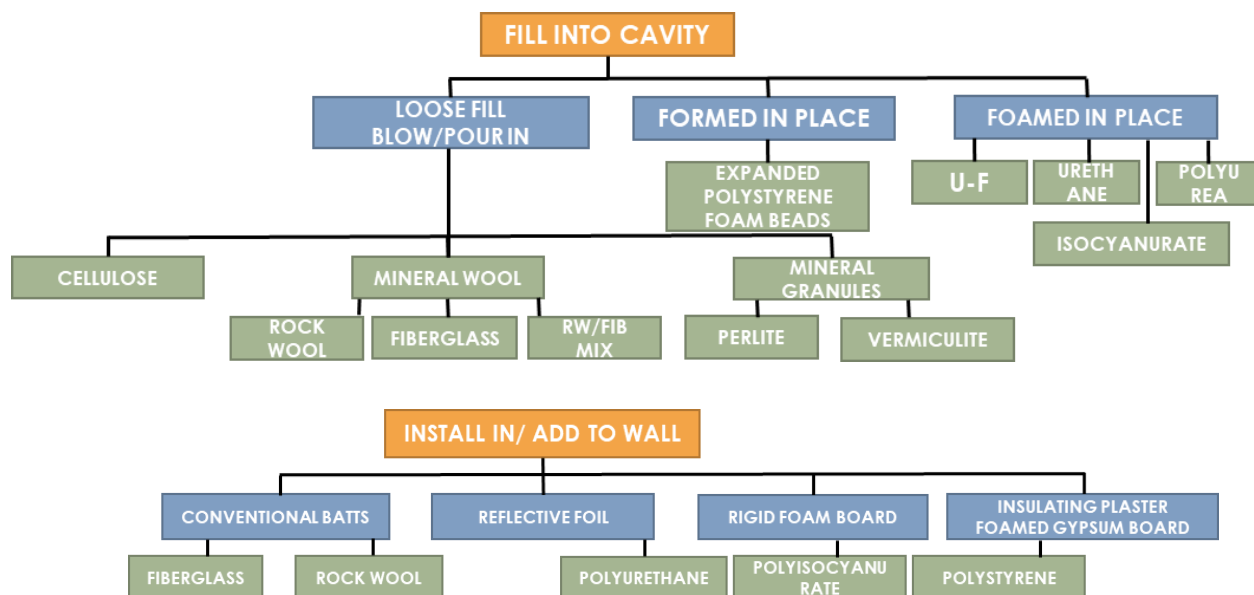 FILL INTO CAVITY
LOOSE FILL
BLOW/POUR IN
FORMED IN PLACE
FOAMED IN PLACE
EXPANDED
POLYSTYRENE
FOAM BEADS
U-F
URETH
ANE
POLYU
REA
ISOCYANURATE
CELLULOSE
MINERAL WOOL
MINERAL
GRANULES
ROCK
WOOL
FIBERGLASS
RW/FIB
MIX
PERLITE
VERMICULITE
INSTALL IN/ ADD TO WALL
CONVENTIONAL BATTS
REFLECTIVE FOIL
RIGID FOAM BOARD
INSULATING PLASTER
FOAMED GYPSUM BOARD
FIBERGLASS
ROCK WOOL
POLYURETHANE
POLYISOCYANU
RATE
POLYSTYRENE